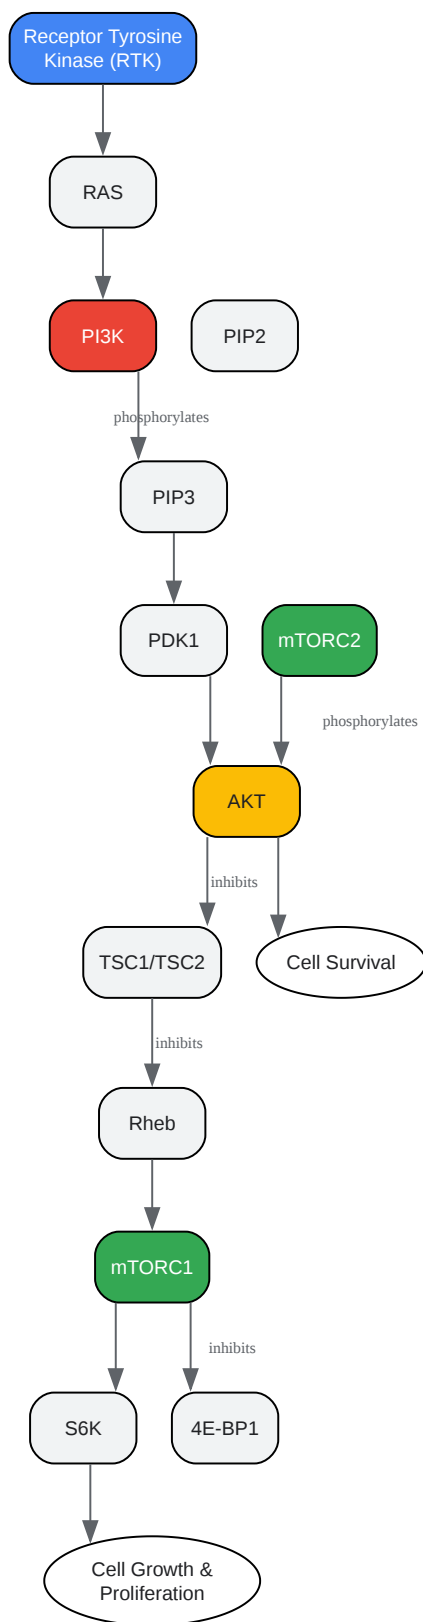 Receptor Tyrosine
Kinase (RTK)
RAS
PI3K
PIP2
phosphorylates
PIP3
PDK1
mTORC2
phosphorylates
AKT
inhibits
TSC1/TSC2
Cell Survival
inhibits
Rheb
mTORC1
inhibits
S6K
4E-BP1
Cell Growth &
Proliferation